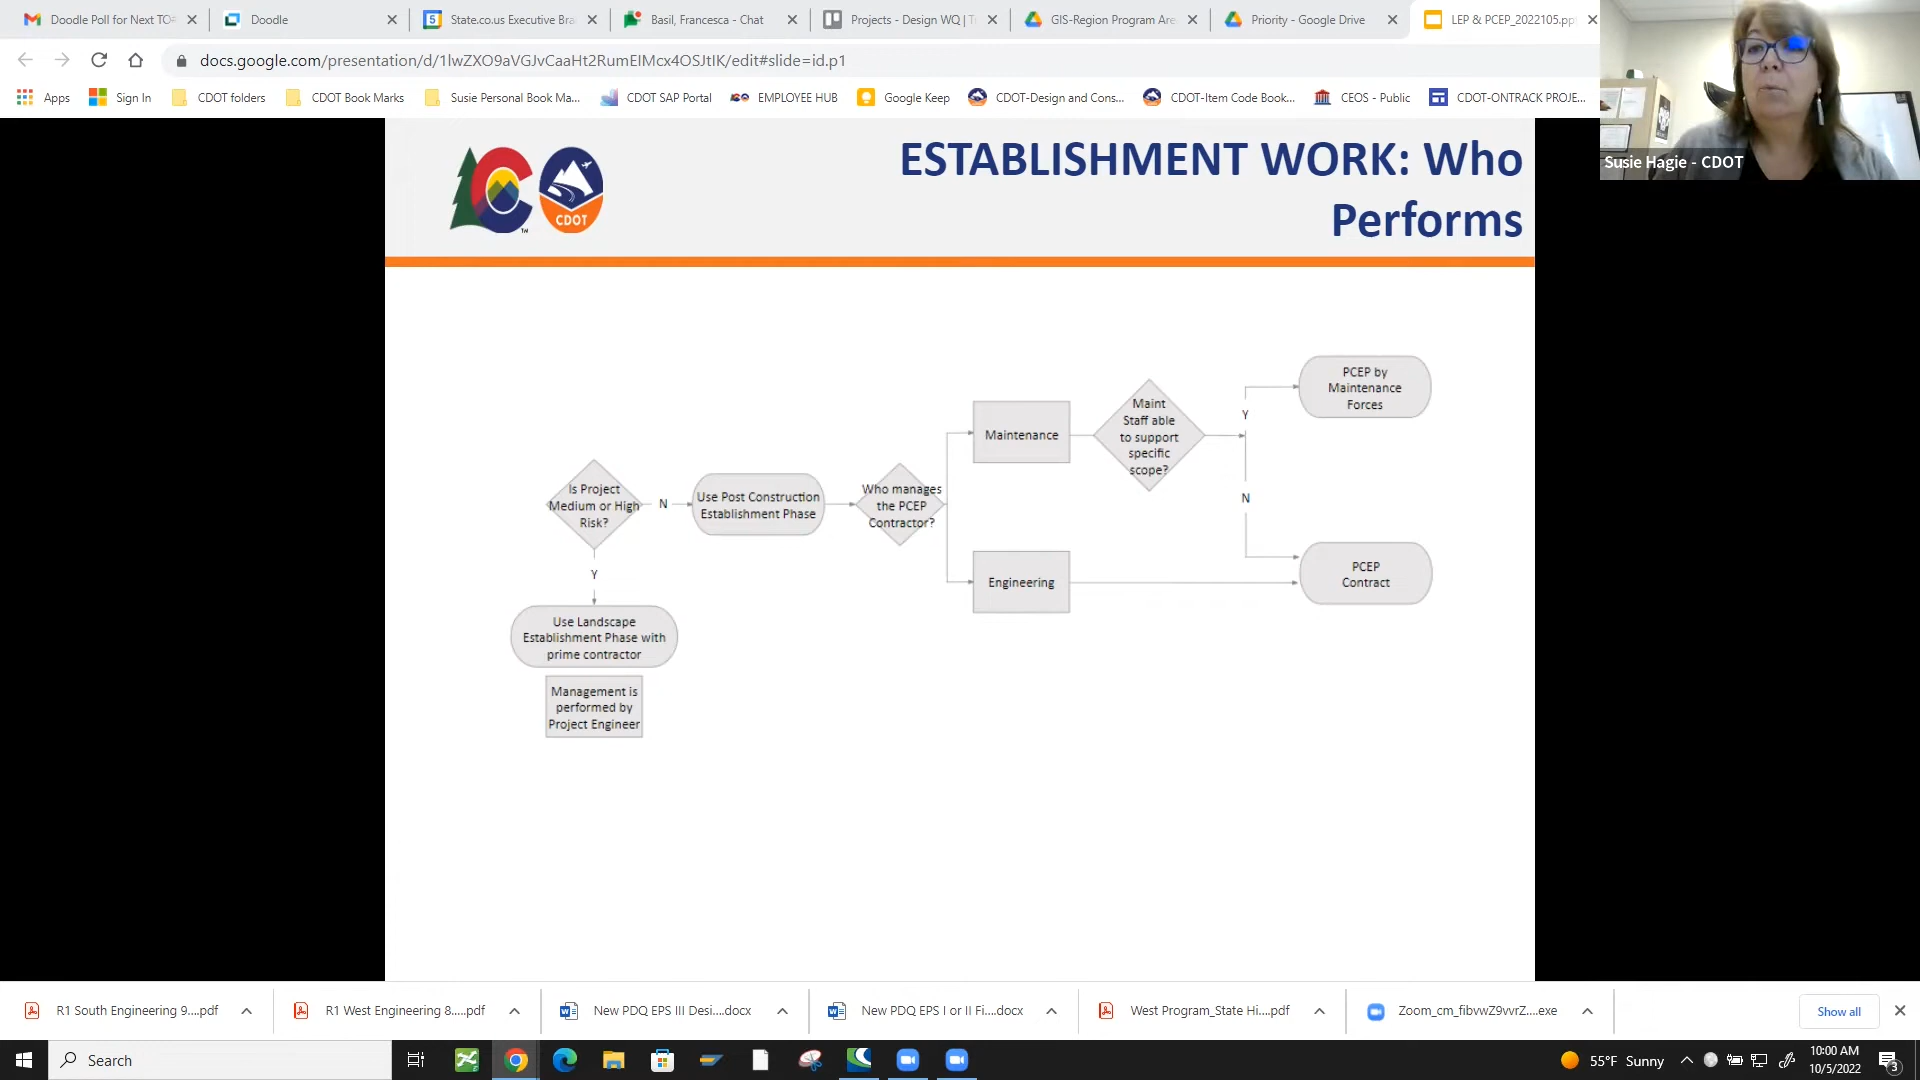 Doodle Poll for Next TO
Doodle
State.co.us Executive Bra
Basil, Francesca - Chat
Projects - Design WQ | T
GIS-Region Program Are
Priority - Google Drive
LEP & PCEP_2022105.pp
docs.google.com/presentation/d/1lwZXO9aVGJvCaaHt2RumEIMcx4OSJtIK/edit#slide=id.p1
Apps
Sign In
CDOT folders
CDOT Book Marks
Susie Personal Book Ma...
CDOT SAP Portal
EMPLOYEE HUB
Google Keep
CDOT-Design and Cons...
CDOT-Item Code Book...
CEOS - Public
CDOT-ONTRACK PROJE...
Susie Hagie - CDOT
CDOT
TM
ESTABLISHMENT WORK: Who
Performs
Is Project
Medium or High
Risk?
N
Y
Use Landscape
Establishment Phase with
prime contractor
Management is
performed by
Project Engineer
Use Post Construction
Establishment Phase
Who manages
the PCEP
Contractor?
Maintenance
Engineering
Maint
Staff able
to support
specific
scope?
Y
N
PCEP by
Maintenance
Forces
PCEP
Contract
R1 South Engineering 9....pdf
R1 West Engineering 8.....pdf
New PDQ EPS III Desi....docx
New PDQ EPS I or II Fi....docx
West Program_State Hi....pdf
Zoom_cm_fibvwZ9vvrZ....exe
Show all
Search
55°F Sunny
10:00 AM
10/5/2022
3